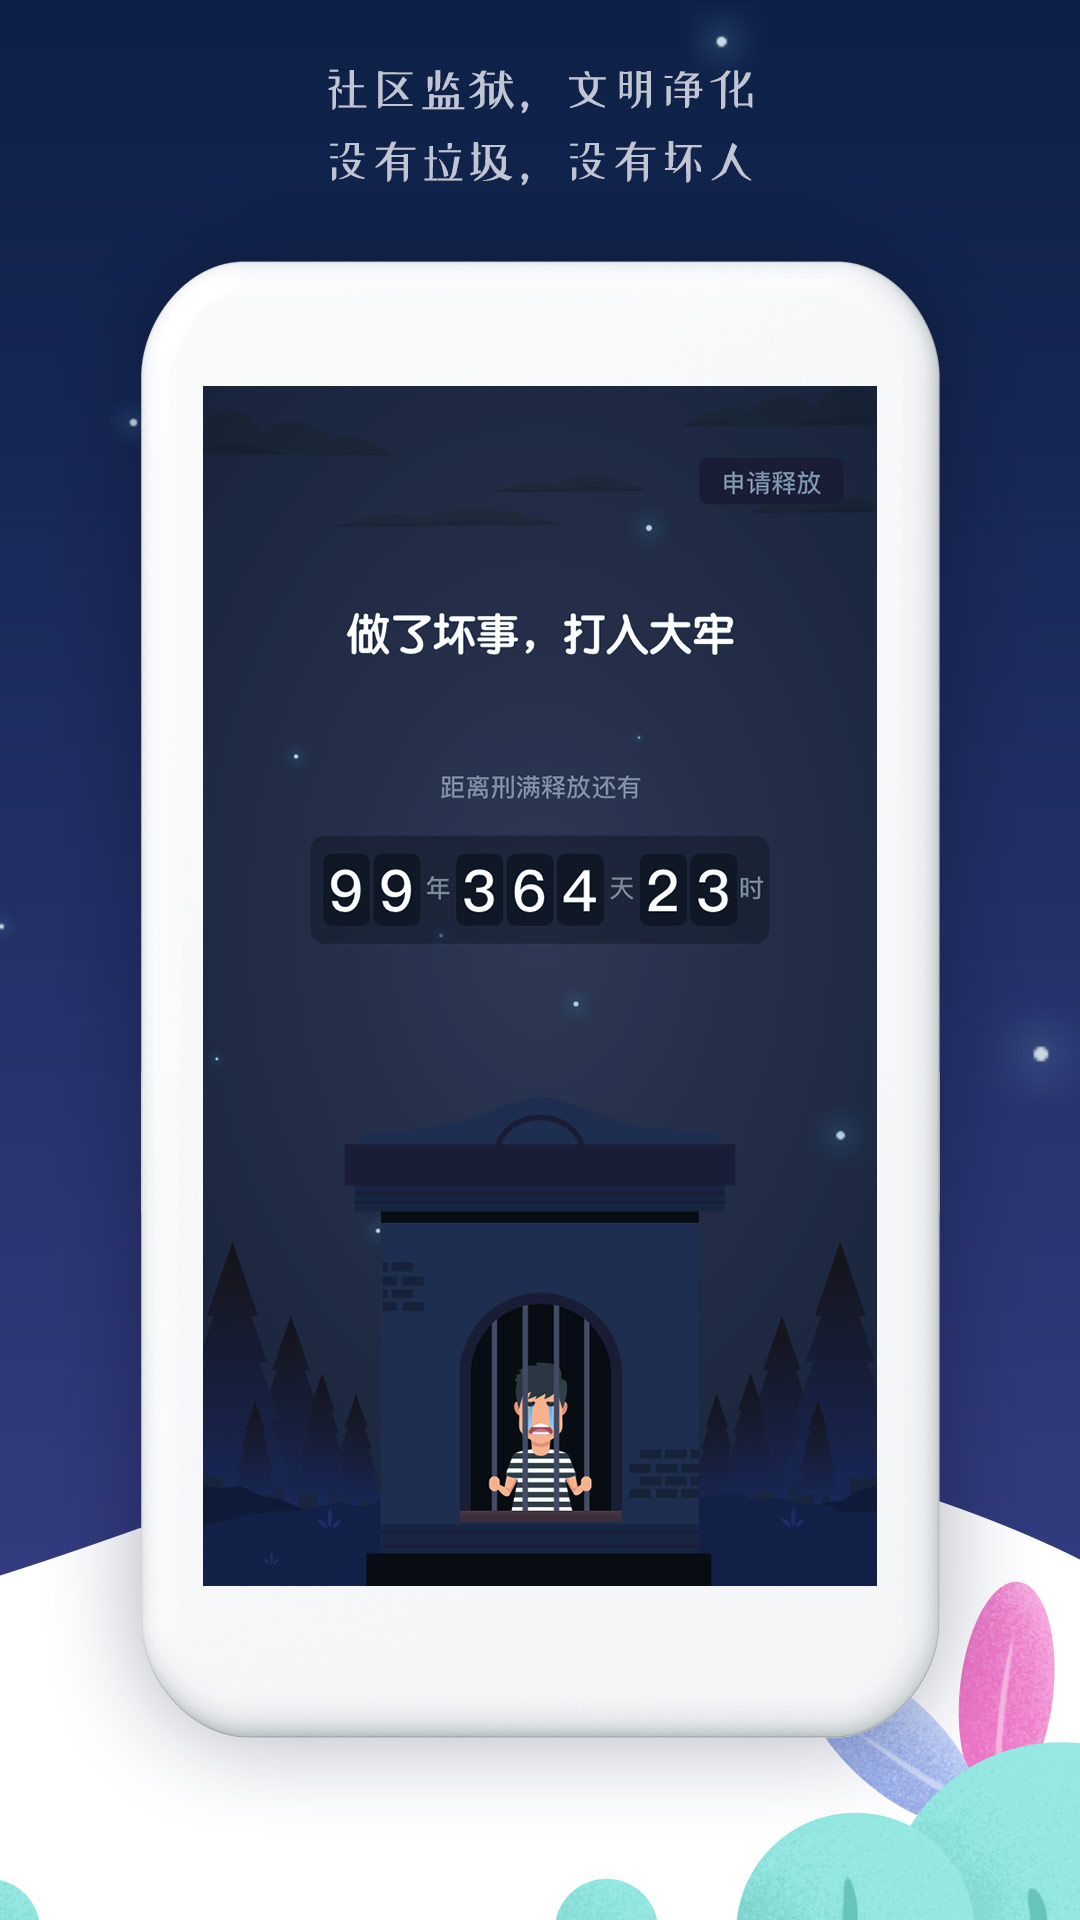 社区监狱，文明净化
没有垃圾，没有坏人
申请释放
做了坏事，打入大牢
距离刑满释放还有
99年364天23时